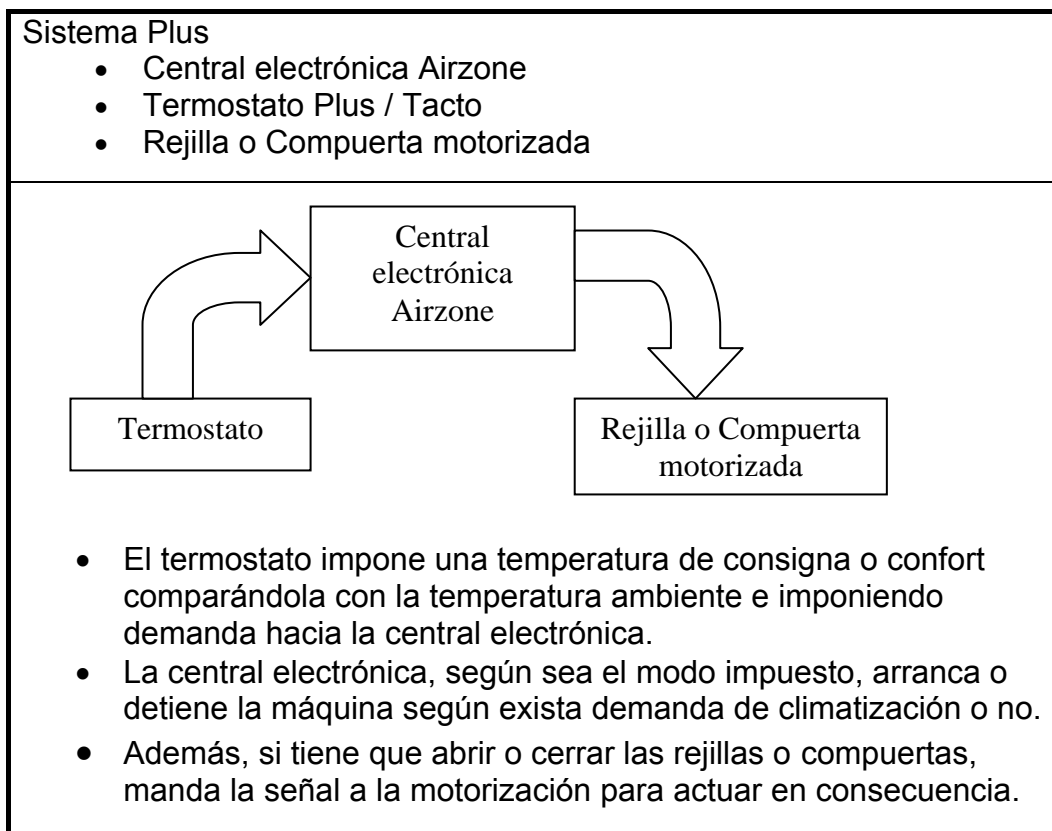 Sistema Plus
• Central electrónica Airzone
• Termostato Plus / Tacto
• Rejilla o Compuerta motorizada
Central
electrónica
Airzone
Termostato
Rejilla o Compuerta
motorizada
• El termostato impone una temperatura de consigna o confort
comparándola con la temperatura ambiente e imponiendo
demanda hacia la central electrónica.
• La central electrónica, según sea el modo impuesto, arranca o
detiene la máquina según exista demanda de climatización o no.
• Además, si tiene que abrir o cerrar las rejillas o compuertas,
manda la señal a la motorización para actuar en consecuencia.